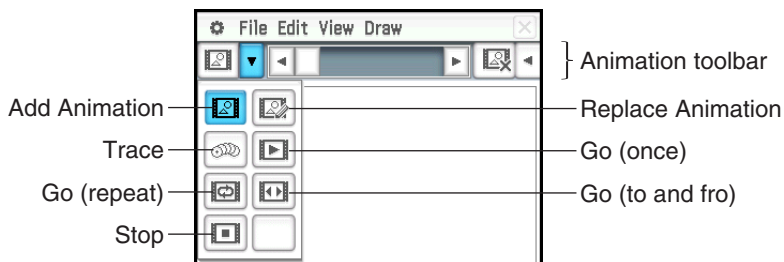 File Edit View Draw
Animation toolbar
Add Animation
Replace Animation
Trace
Go (once)
Go (repeat)
Go (to and fro)
Stop